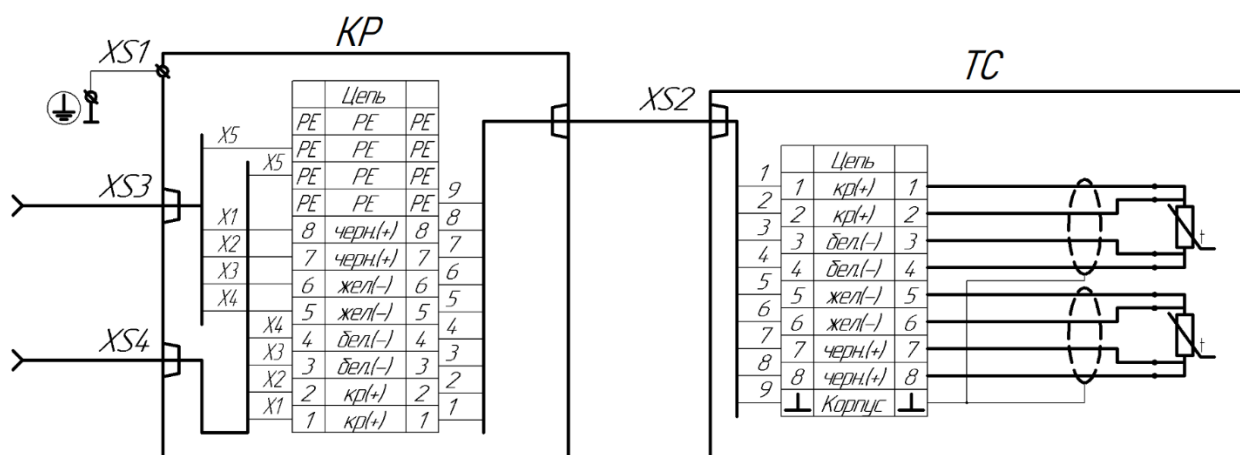 КР
XS1
ТС
XS2
Цепь
PE PE PE
X5 PE PE PE
X5 PE PE PE
XS3 PE PE PE 9
X1 8 черн.(+) 8 8
X2 7 черн.(+) 7 7
X3 6 жел(–) 6 6
X4 5 жел(–) 5 5
XS4 X4 4 бел.(–) 4 4
X3 3 бел.(–) 3 3
X2 2 кр(+) 2 2
X1 1 кр(+) 1 1
Цепь
1 1 кр(+) 1
2 2 кр(+) 2
3 3 бел.(–) 3
4 4 бел.(–) 4
5 5 жел(–) 5
6 6 жел(–) 6
7 7 черн.(+) 7
8 8 черн.(+) 8
9 Корпус
t
t